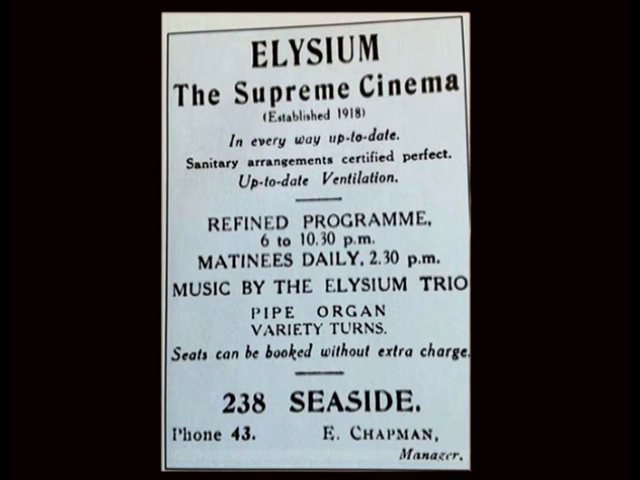 ELYSIUM
The Supreme Cinema
(Established 1918)
In every way up-to-date.
Sanitary arrangements certified perfect.
Up-to-date Ventilation.
REFINED PROGRAMME,
6 to 10.30 p.m.
MATINEES DAILY, 2.30 p.m.
MUSIC BY THE ELYSIUM TRIO
PIPE ORGAN
VARIETY TURNS.
Seats can be booked without extra charge.
238 SEASIDE.
Phone 43. E. CHAPMAN,
Manager.